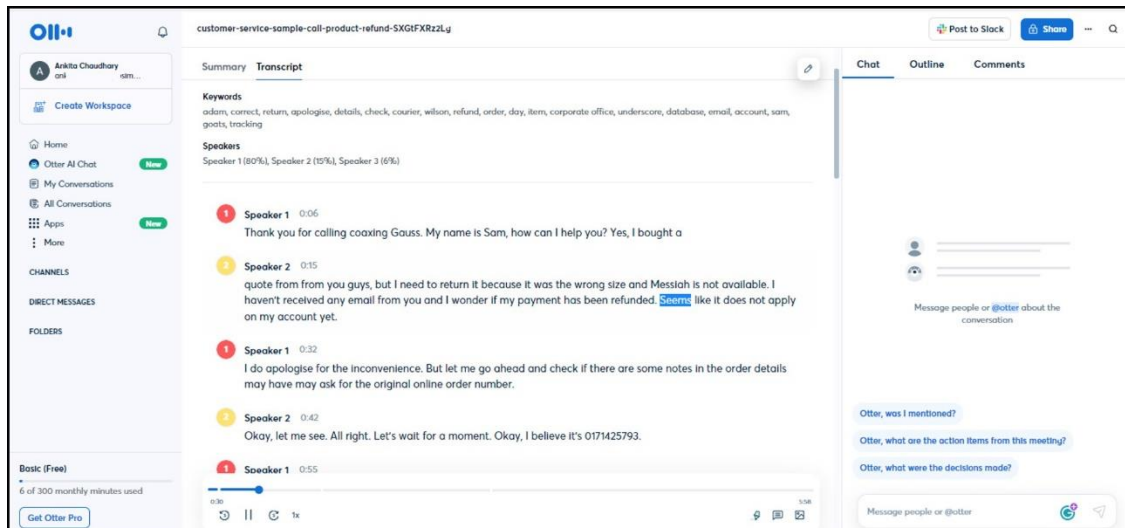 Otter
customer-service-sample-call-product-refund-SXGtFXRz2Lg
Post to Slack
Share
A
Ankita Chaudhary
Create Workspace
Home
Otter AI Chat New
My Conversations
All Conversations
Apps New
More
CHANNELS
DIRECT MESSAGES
FOLDERS
Basic (Free)
6 of 300 monthly minutes used
Get Otter Pro
Summary Transcript
Keywords
adam, correct, return, apologise, details, check, courier, wilson, refund, order, day, item, corporate office, underscore, database, email, account, sam,
goats, tracking
Speakers
Speaker 1 (80%), Speaker 2 (15%), Speaker 3 (6%)
1 Speaker 1 0:06
Thank you for calling coaxing Gauss. My name is Sam, how can I help you? Yes, I bought a
2 Speaker 2 0:15
quote from from you guys, but I need to return it because it was the wrong size and Messiah is not available. I
haven't received any email from you and I wonder if my payment has been refunded. Seems like it does not apply
on my account yet.
1 Speaker 1 0:32
I do apologise for the inconvenience. But let me go ahead and check if there are some notes in the order details
may have may ask for the original online order number.
2 Speaker 2 0:42
Okay, let me see. All right. Let's wait for a moment. Okay, I believe it's 0171425793.
1 Speaker 1 0:55
0:30 5:58
1x
Chat Outline Comments
Message people or @otter about the
conversation
Otter, was I mentioned?
Otter, what are the action items from this meeting?
Otter, what were the decisions made?
Message people or @otter